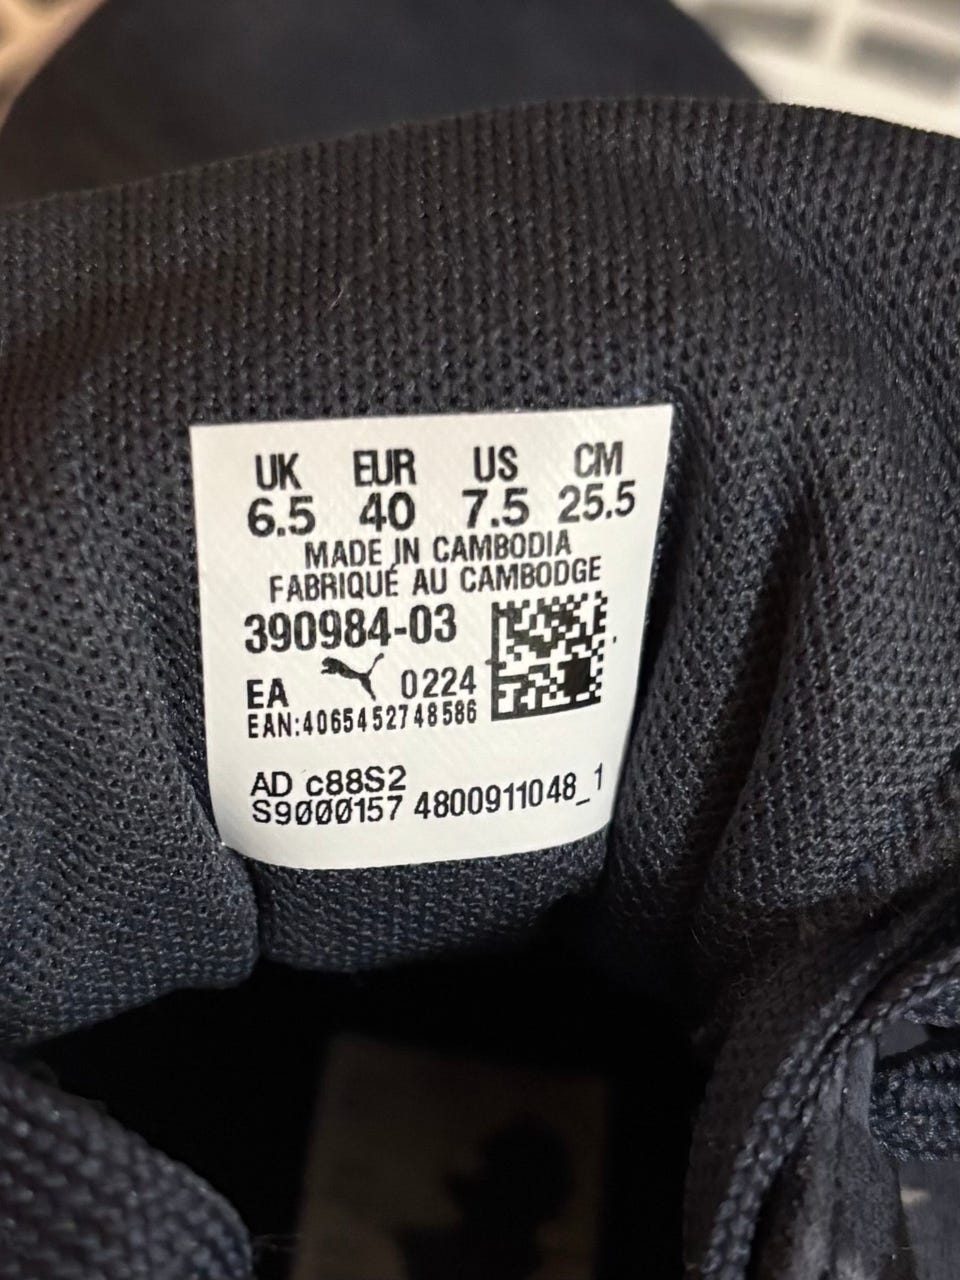 UK EUR US CM
6.5 40 7.5 25.5
MADE IN CAMBODIA
FABRIQUÉ AU CAMBODGE
390984-03
EA 0224
EAN:4065452748586
AD c88S2
S9000157 4800911048_1